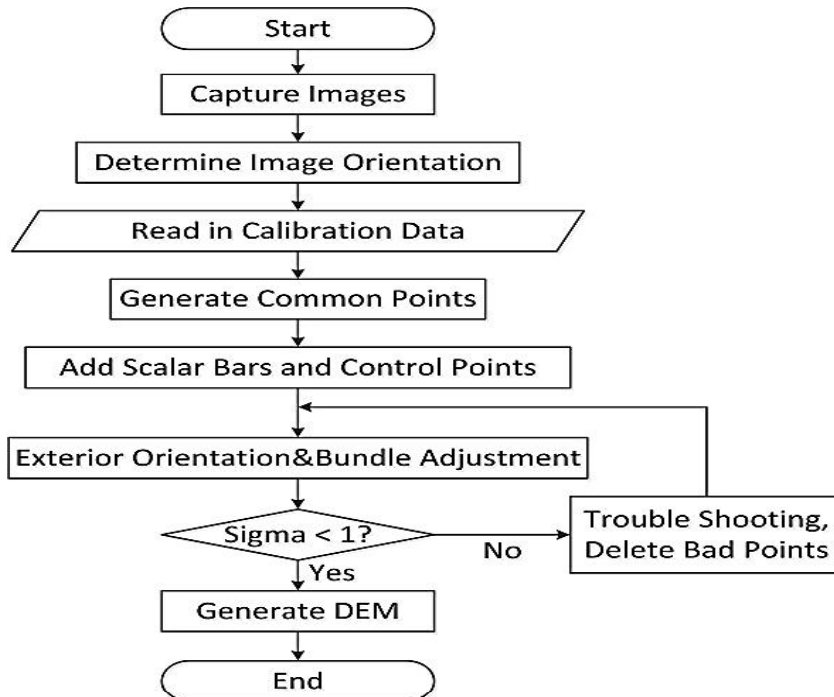 Start
Capture Images
Determine Image Orientation
Read in Calibration Data
Generate Common Points
Add Scalar Bars and Control Points
Exterior Orientation&Bundle Adjustment
Sigma < 1?
No
Trouble Shooting,
Delete Bad Points
Yes
Generate DEM
End